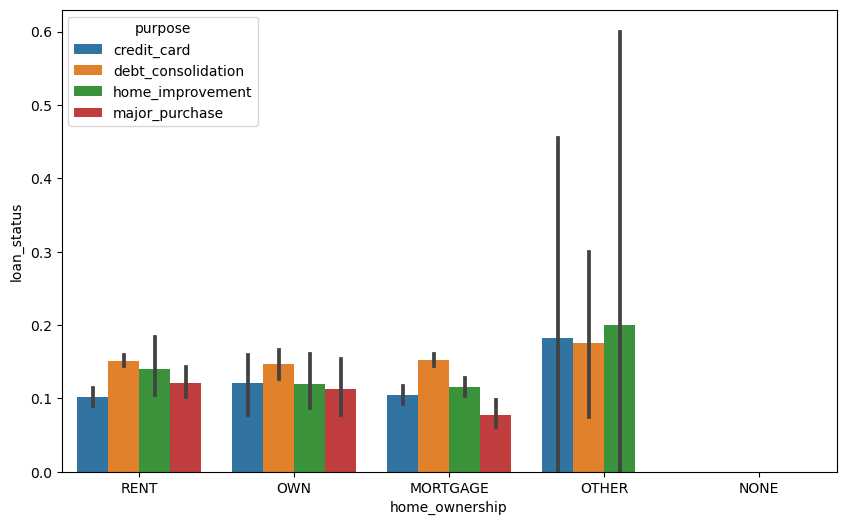 purpose
credit_card
debt_consolidation
home_improvement
major_purchase
0.6
0.5
0.4
0.3
0.2
0.1
0.0
loan_status
RENT OWN MORTGAGE OTHER NONE
home_ownership